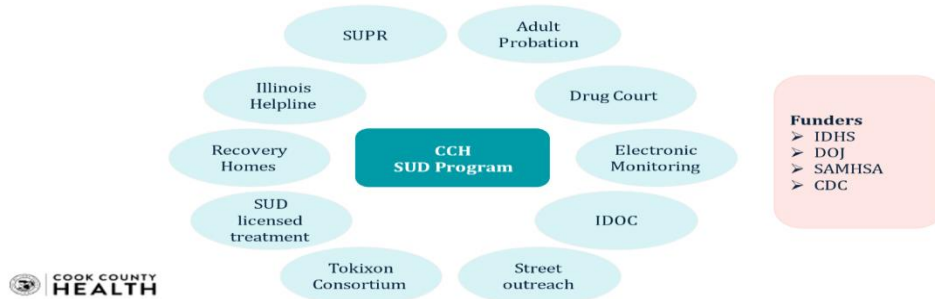 SUPR
Adult
Probation
Illinois
Helpline
Drug Court
Recovery
Homes
CCH
SUD Program
Electronic
Monitoring
SUD
licensed
treatment
IDOC
Tokixon
Consortium
Street
outreach
Funders
➢ IDHS
➢ DOJ
➢ SAMHSA
➢ CDC
COOK COUNTY
HEALTH